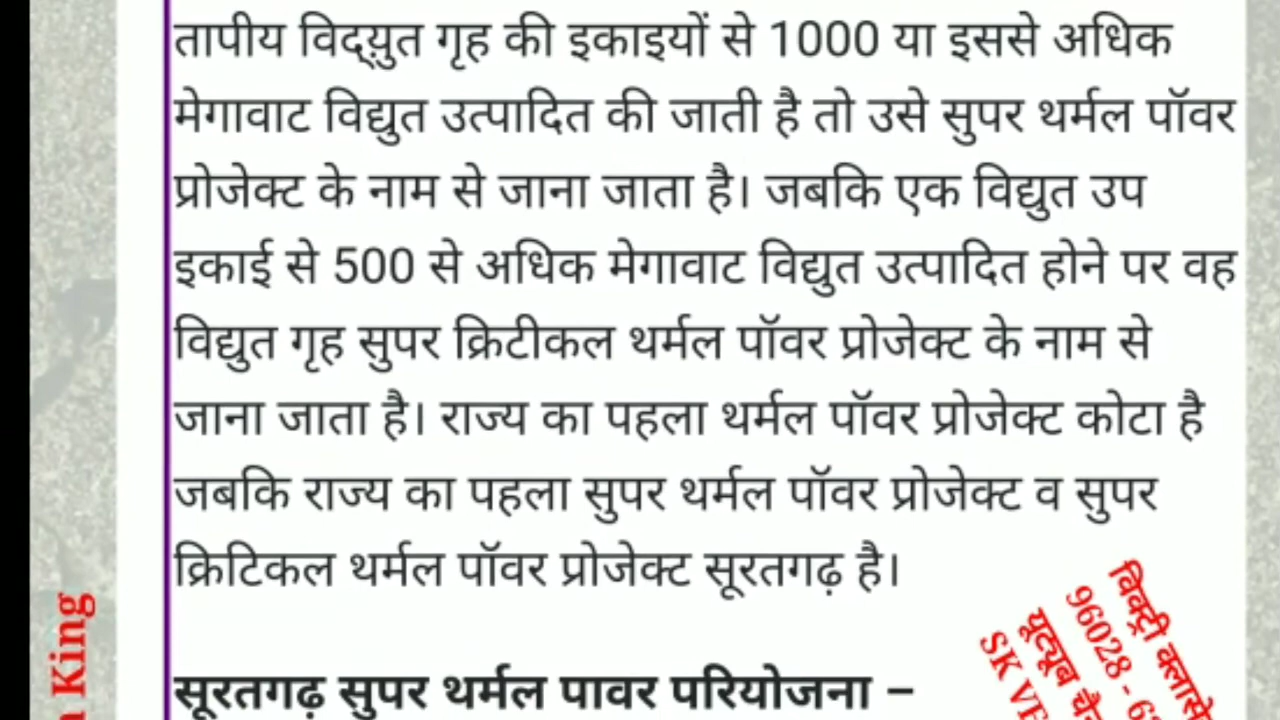 तापीय विद्य़ुत गृह की इकाइयों से 1000 या इससे अधिक
मेगावाट विद्युत उत्पादित की जाती है तो उसे सुपर थर्मल पॉवर
प्रोजेक्ट के नाम से जाना जाता है। जबकि एक विद्युत उप
इकाई से 500 से अधिक मेगावाट विद्युत उत्पादित होने पर वह
विद्युत गृह सुपर क्रिटीकल थर्मल पॉवर प्रोजेक्ट के नाम से
जाना जाता है। राज्य का पहला थर्मल पॉवर प्रोजेक्ट कोटा है
जबकि राज्य का पहला सुपर थर्मल पॉवर प्रोजेक्ट व सुपर
क्रिटिकल थर्मल पॉवर प्रोजेक्ट सूरतगढ़ है।
सूरतगढ़ सुपर थर्मल पावर परियोजना –
विक्ट्री
96028 -
यूट्यूब
SK
King